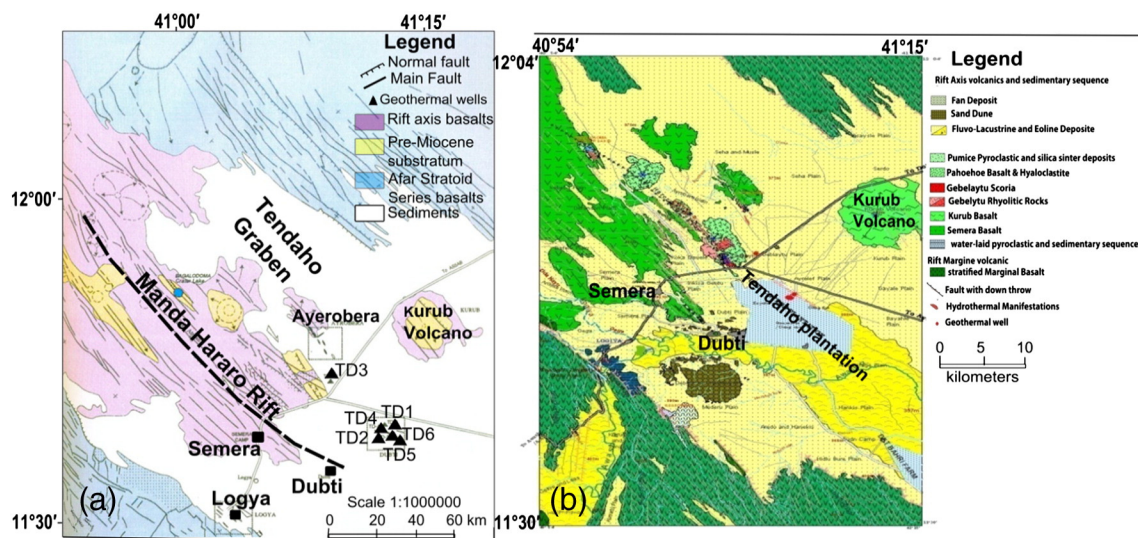 41°00′
41°15′
Legend
Normal fault
Main Fault
Geothermal wells
Rift axis basalts
Pre-Miocene
substratum
Afar Stratoid
Series basalts
Sediments
12°00′
Tendaho
Graben
Manda Hararo Rift
Ayerobera
Kurub
Volcano
KURUB
TD3
TD4
TD1
TD2
TD6
TD5
Semera
Dubti
Logya
LOGYA
Scale 1:1000000
0 20 40 60 km
11°30′
(a)
40°54′
41°15′
12°04′
Kurub
Volcano
Semera
Tendaho plantation
Dubti
11°30′
(b)
Legend
Rift Axis volcanics and sedimentary sequence
Fan Deposit
Sand Dune
Fluvo-Lacustrine and Eoline Deposite
Pumice Pyroclastic and silica sinter deposits
Pahoehoe Basalt & Hyaloclastite
Gebelaytu Scoria
Gebelytu Rhyolitic Rocks
Kurub Basalt
Semera Basalt
water-laid pyroclastic and sedimentary sequence
Rift Margine volcanic
stratified Marginal Basalt
Fault with down throw
Hydrothermal Manifestations
Geothermal well
0 5 10
kilometers